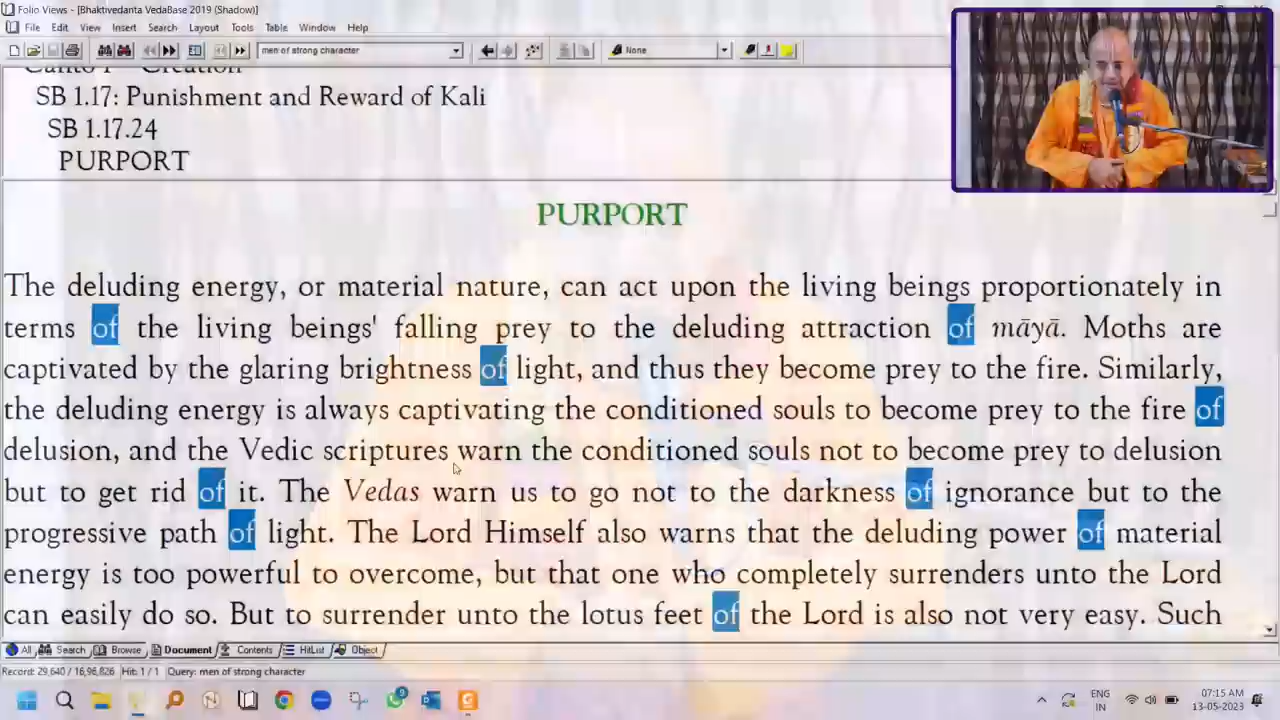 Folio Views - [Bhaktivedanta VedaBase 2019 (Shadow)]
File Edit View Insert Search Layout Tools Table Window Help
men of strong character
None
Canto 1 - Creation
SB 1.17: Punishment and Reward of Kali
SB 1.17.24
PURPORT
PURPORT
The deluding energy, or material nature, can act upon the living beings proportionately in
terms of the living beings' falling prey to the deluding attraction of māyā. Moths are
captivated by the glaring brightness of light, and thus they become prey to the fire. Similarly,
the deluding energy is always captivating the conditioned souls to become prey to the fire of
delusion, and the Vedic scriptures warn the conditioned souls not to become prey to delusion
but to get rid of it. The Vedas warn us to go not to the darkness of ignorance but to the
progressive path of light. The Lord Himself also warns that the deluding power of material
energy is too powerful to overcome, but that one who completely surrenders unto the Lord
can easily do so. But to surrender unto the lotus feet of the Lord is also not very easy. Such
All Search Browse Document Contents HitList Object
Record: 29,640 / 16,96,826 Hit: 1 / 1 Query: men of strong character
ENG
IN
07:15 AM
13-05-2023